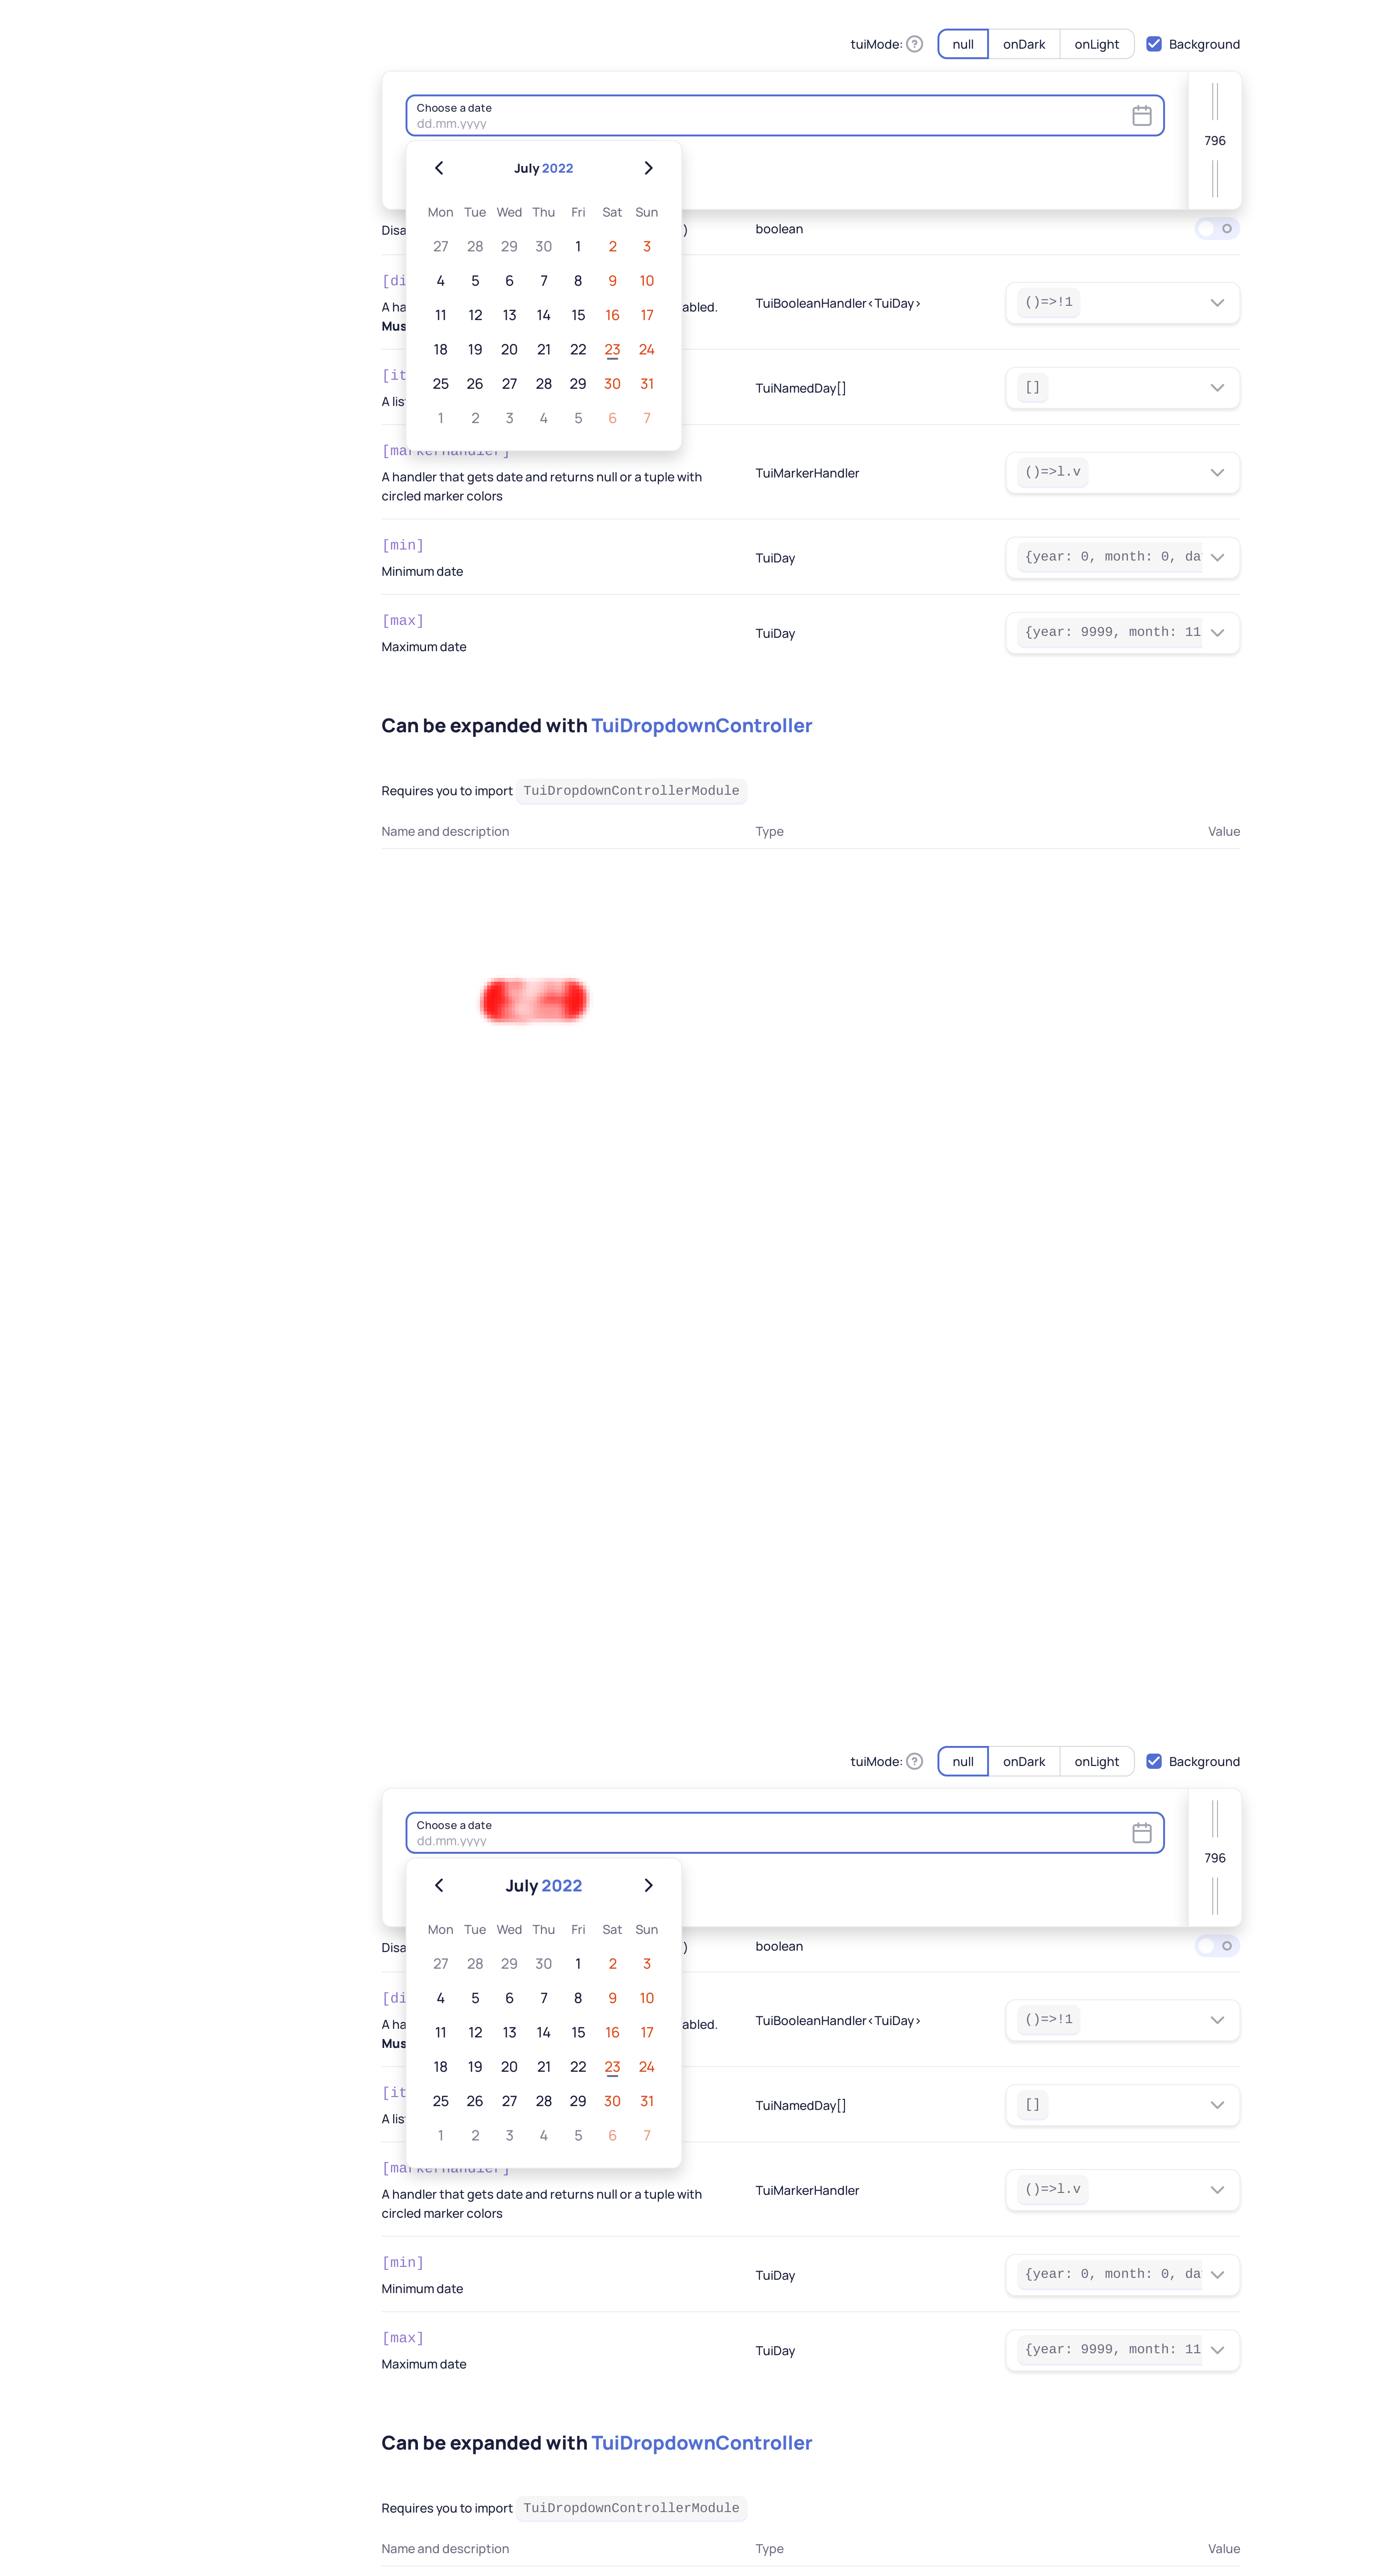 tuiMode: ? null onDark onLight Background
Choose a date
dd.mm.yyyy
796
July 2022
Mon Tue Wed Thu Fri Sat Sun
27 28 29 30 1 2 3
4 5 6 7 8 9 10
11 12 13 14 15 16 17
18 19 20 21 22 23 24
25 26 27 28 29 30 31
1 2 3 4 5 6 7
Disa ) boolean
[di
A ha abled. TuiBooleanHandler<TuiDay> ()=>!1
Mus
[it
A lis TuiNamedDay[] []
[markerHandler]
A handler that gets date and returns null or a tuple with
circled marker colors
TuiMarkerHandler ()=>l.v
[min]
Minimum date
TuiDay {year: 0, month: 0, da
[max]
Maximum date
TuiDay {year: 9999, month: 11
Can be expanded with TuiDropdownController
Requires you to import TuiDropdownControllerModule
Name and description Type Value
tuiMode: ? null onDark onLight Background
Choose a date
dd.mm.yyyy
796
July 2022
Mon Tue Wed Thu Fri Sat Sun
27 28 29 30 1 2 3
4 5 6 7 8 9 10
11 12 13 14 15 16 17
18 19 20 21 22 23 24
25 26 27 28 29 30 31
1 2 3 4 5 6 7
Disa ) boolean
[di
A ha abled. TuiBooleanHandler<TuiDay> ()=>!1
Mus
[it
A lis TuiNamedDay[] []
[markerHandler]
A handler that gets date and returns null or a tuple with
circled marker colors
TuiMarkerHandler ()=>l.v
[min]
Minimum date
TuiDay {year: 0, month: 0, da
[max]
Maximum date
TuiDay {year: 9999, month: 11
Can be expanded with TuiDropdownController
Requires you to import TuiDropdownControllerModule
Name and description Type Value